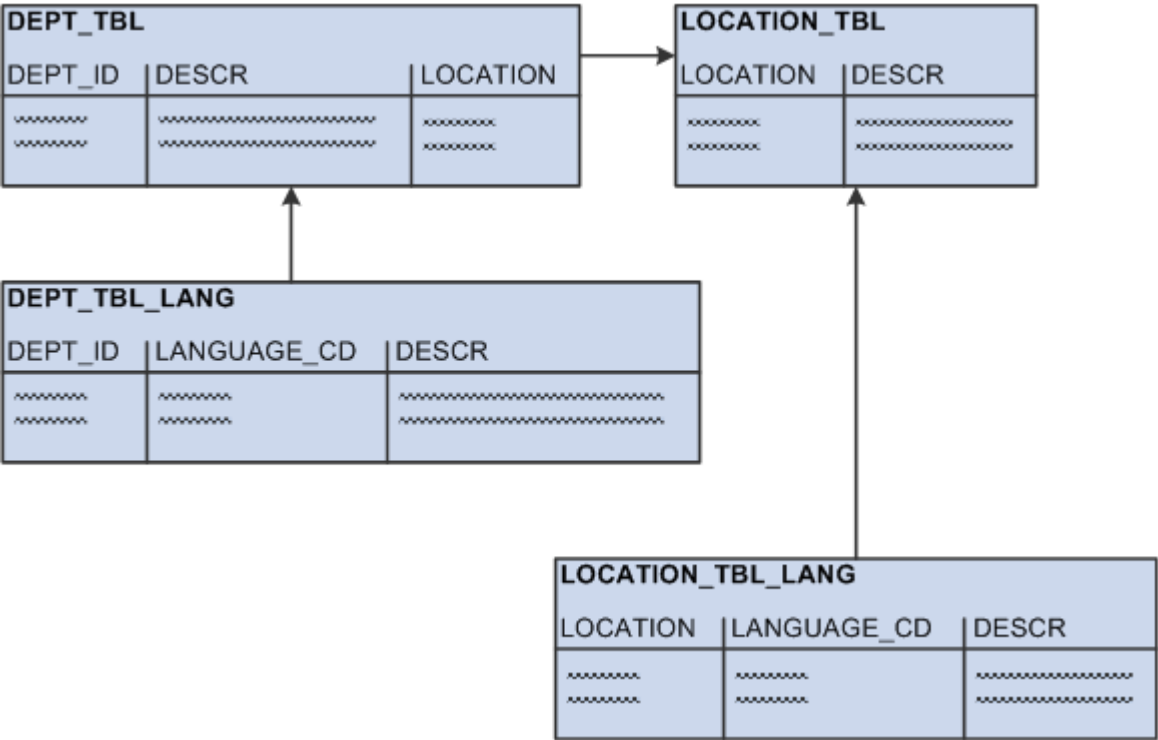 DEPT_TBL
DEPT_ID DESCR LOCATION
LOCATION_TBL
LOCATION DESCR
DEPT_TBL_LANG
DEPT_ID LANGUAGE_CD DESCR
LOCATION_TBL_LANG
LOCATION LANGUAGE_CD DESCR